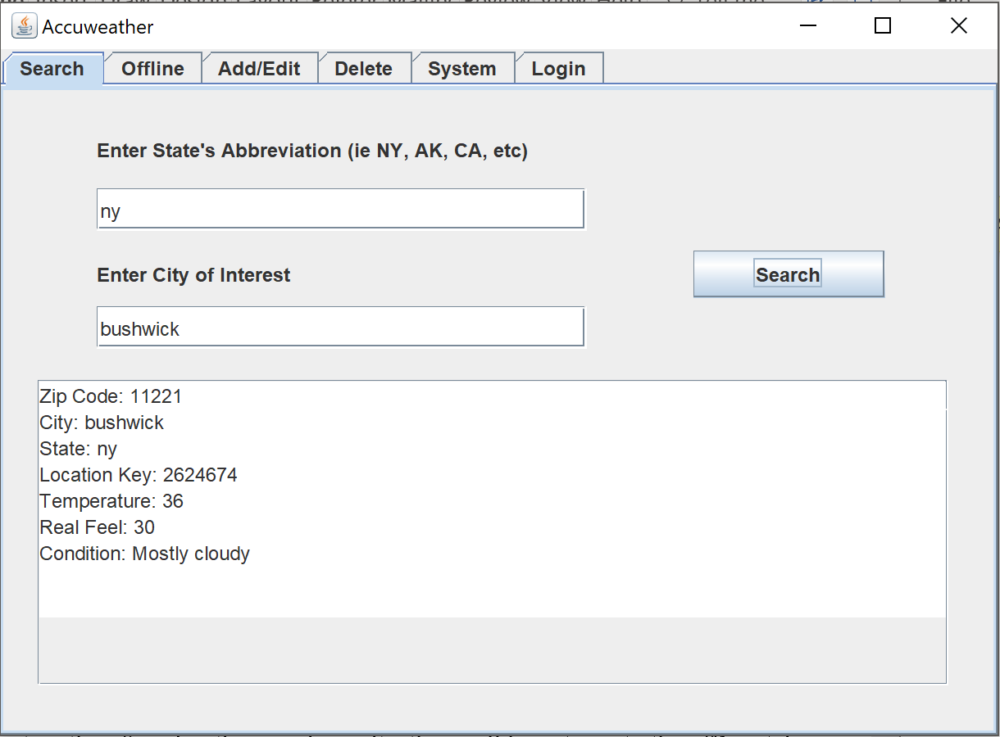 Accuweather
Search Offline Add/Edit Delete System Login
Enter State's Abbreviation (ie NY, AK, CA, etc)
ny
Enter City of Interest
Search
bushwick
Zip Code: 11221
City: bushwick
State: ny
Location Key: 2624674
Temperature: 36
Real Feel: 30
Condition: Mostly cloudy